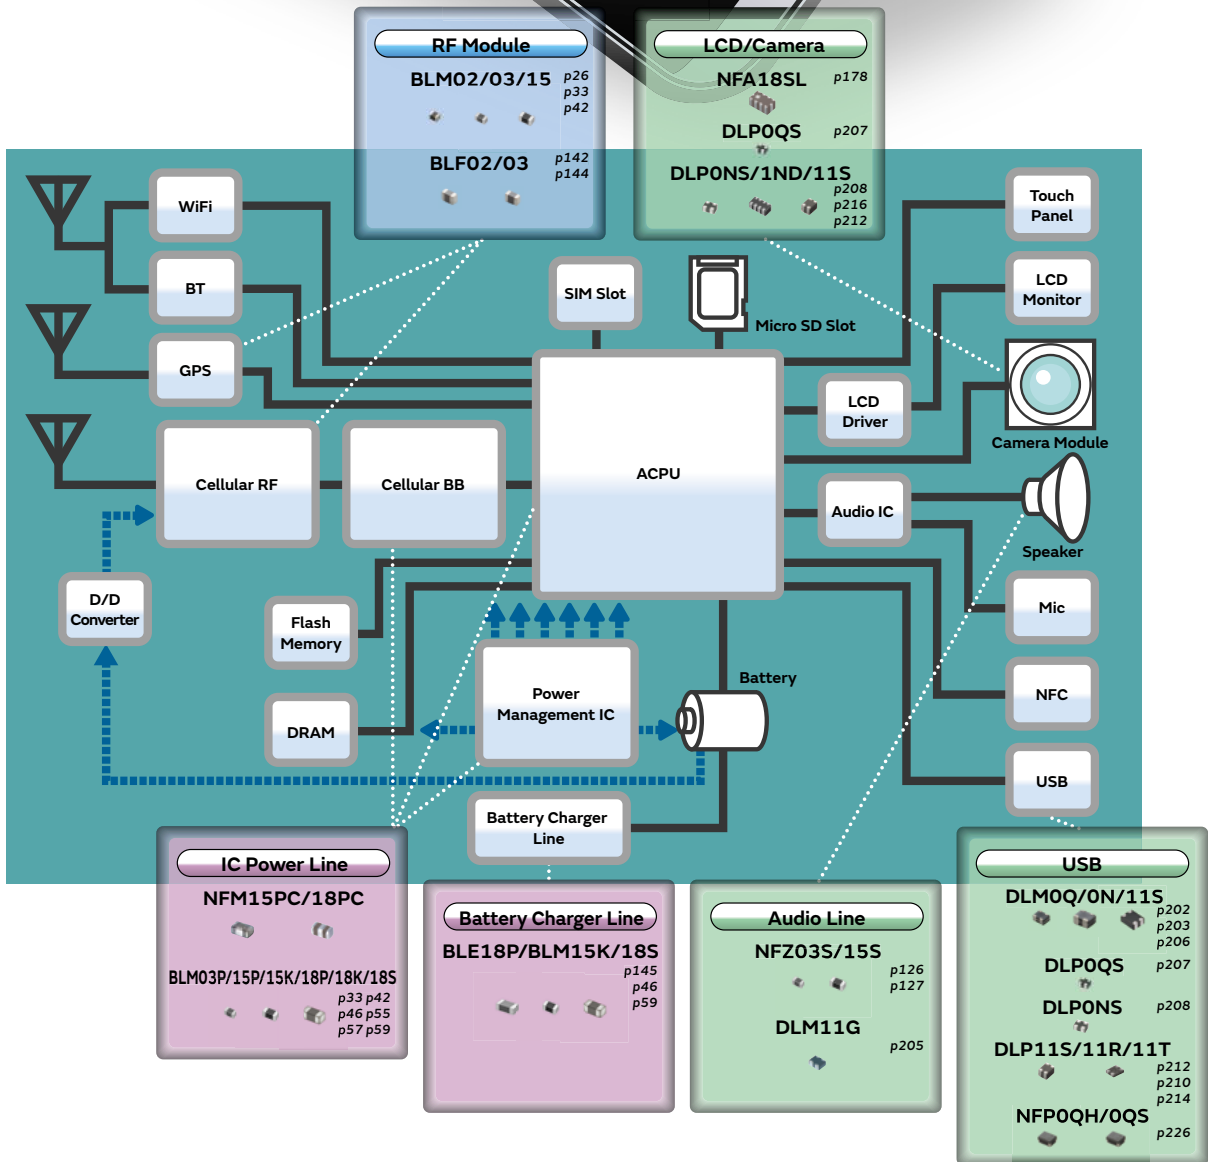 RF Module
BLM02/03/15
p26
p33
p42
BLF02/03
p142
p144
LCD/Camera
NFA18SL
p178
DLP0QS
p207
DLP0NS/1ND/11S
p208
p216
p212
WiFi
BT
GPS
Cellular RF
Cellular BB
SIM Slot
Micro SD Slot
ACPU
Touch
Panel
LCD
Monitor
LCD
Driver
Camera Module
Audio IC
Speaker
Mic
NFC
USB
D/D
Converter
Flash
Memory
DRAM
Power
Management IC
Battery
Battery Charger
Line
IC Power Line
NFM15PC/18PC
BLM03P/15P/15K/18P/18K/18S
p33 p42
p46 p55
p57 p59
Battery Charger Line
BLE18P/BLM15K/18S
p145
p46
p59
Audio Line
NFZ03S/15S
p126
p127
DLM11G
p205
USB
DLM0Q/0N/11S
p202
p203
p206
DLP0QS
p207
DLP0NS
p208
DLP11S/11R/11T
p212
p210
p214
NFP0QH/0QS
p226